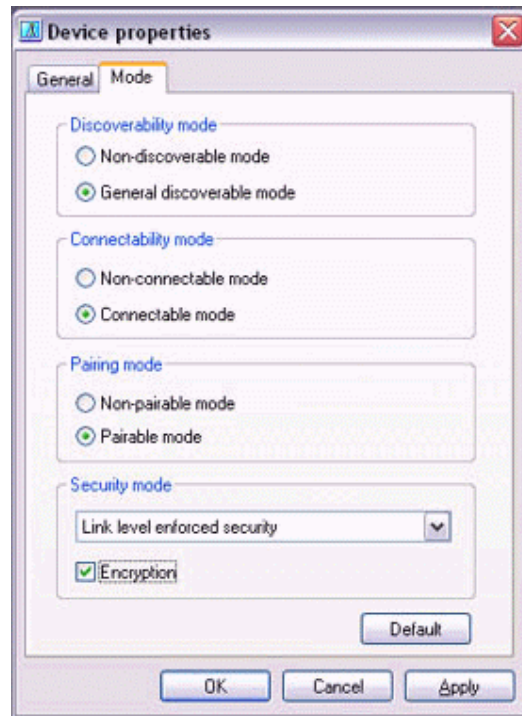 Device properties
General
Mode
Discoverability mode
Non-discoverable mode
General discoverable mode
Connectability mode
Non-connectable mode
Connectable mode
Pairing mode
Non-pairable mode
Pairable mode
Security mode
Link level enforced security
Encryption
Default
OK
Cancel
Apply